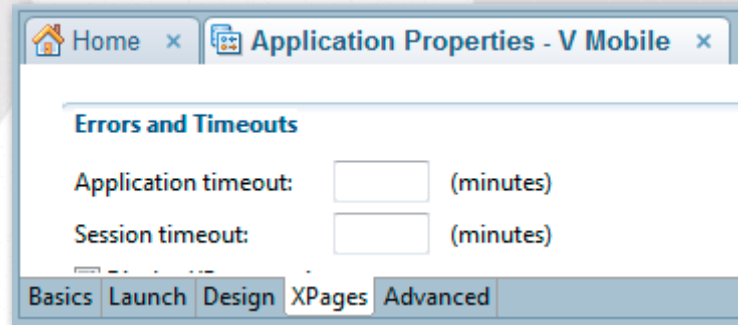 Home × Application Properties - V Mobile ×
Errors and Timeouts
Application timeout: (minutes)
Session timeout: (minutes)
Basics Launch Design XPages Advanced